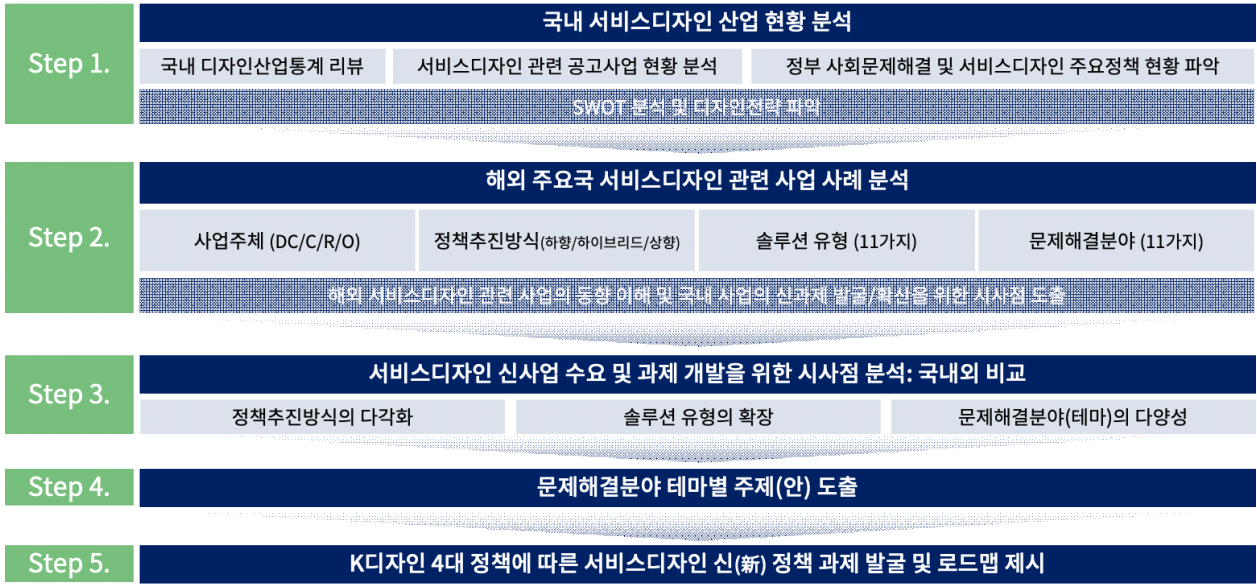 Step 1.
국내 서비스디자인 산업 현황 분석
국내 디자인산업통계 리뷰
서비스디자인 관련 공고사업 현황 분석
정부 사회문제해결 및 서비스디자인 주요정책 현황 파악
SWOT 분석 및 디자인전략 파악
Step 2.
해외 주요국 서비스디자인 관련 사업 사례 분석
사업주체 (DC/C/R/O)
정책추진방식(하향/하이브리드/상향)
솔루션 유형 (11가지)
문제해결분야 (11가지)
해외 서비스디자인 관련 사업의 동향 이해 및 국내 사업의 신과제 발굴/확산을 위한 시사점 도출
Step 3.
서비스디자인 신사업 수요 및 과제 개발을 위한 시사점 분석: 국내외 비교
정책추진방식의 다각화
솔루션 유형의 확장
문제해결분야(테마)의 다양성
Step 4.
문제해결분야 테마별 주제(안) 도출
Step 5.
K디자인 4대 정책에 따른 서비스디자인 신(新) 정책 과제 발굴 및 로드맵 제시